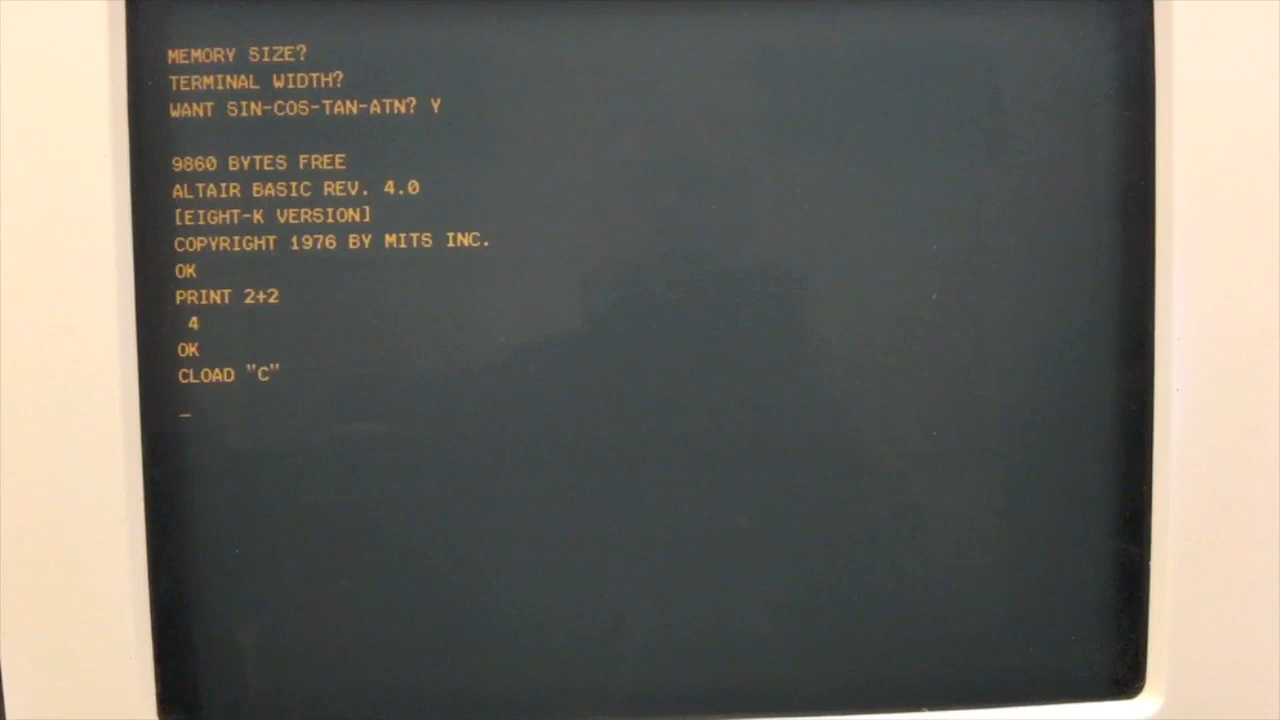 MEMORY SIZE?
TERMINAL WIDTH?
WANT SIN-COS-TAN-ATN? Y
9860 BYTES FREE
ALTAIR BASIC REV. 4.0
[EIGHT-K VERSION]
COPYRIGHT 1976 BY MITS INC.
OK
PRINT 2+2
4
OK
CLOAD "C"
_